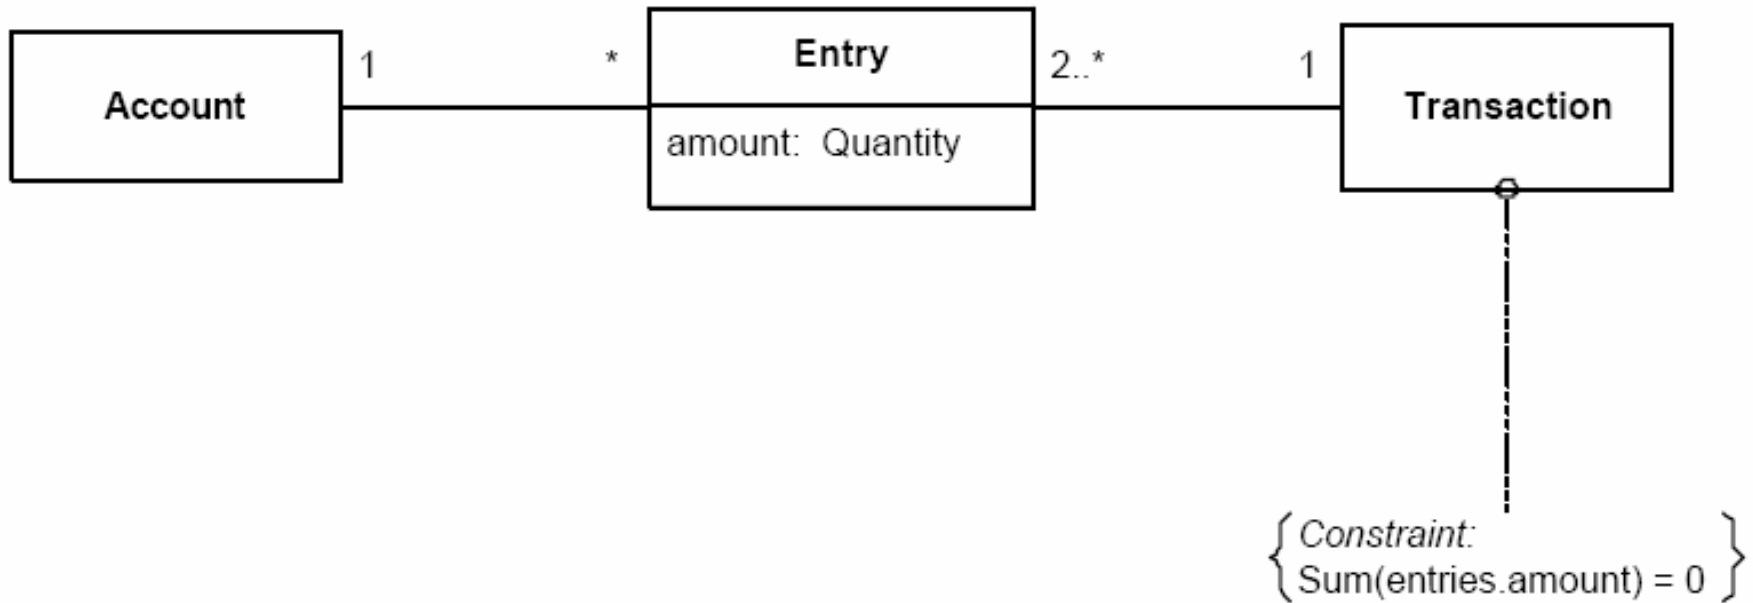 Account
1
*
Entry
amount: Quantity
2..*
1
Transaction
Constraint:
Sum(entries.amount) = 0